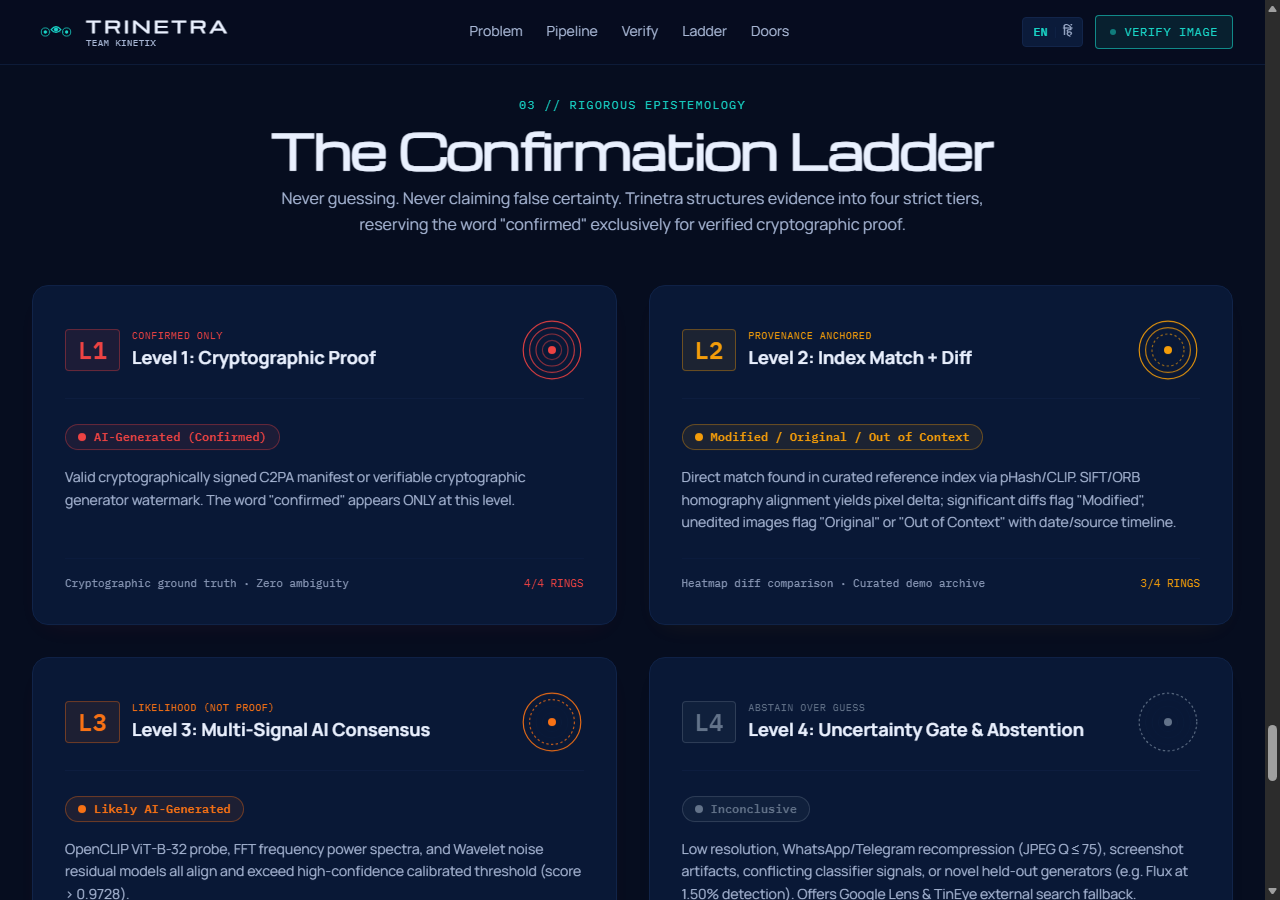 TRINETRA
TEAM KINETIX
Problem Pipeline Verify Ladder Doors
EN हिं
VERIFY IMAGE
03 // RIGOROUS EPISTEMOLOGY
The Confirmation Ladder
Never guessing. Never claiming false certainty. Trinetra structures evidence into four strict tiers,
reserving the word "confirmed" exclusively for verified cryptographic proof.
L1
CONFIRMED ONLY
Level 1: Cryptographic Proof
AI-Generated (Confirmed)
Valid cryptographically signed C2PA manifest or verifiable cryptographic
generator watermark. The word "confirmed" appears ONLY at this level.
Cryptographic ground truth · Zero ambiguity
4/4 RINGS
L2
PROVENANCE ANCHORED
Level 2: Index Match + Diff
Modified / Original / Out of Context
Direct match found in curated reference index via pHash/CLIP. SIFT/ORB
homography alignment yields pixel delta; significant diffs flag "Modified",
unedited images flag "Original" or "Out of Context" with date/source timeline.
Heatmap diff comparison · Curated demo archive
3/4 RINGS
L3
LIKELIHOOD (NOT PROOF)
Level 3: Multi-Signal AI Consensus
Likely AI-Generated
OpenCLIP ViT-B-32 probe, FFT frequency power spectra, and Wavelet noise
residual models all align and exceed high-confidence calibrated threshold (score
> 0.9728).
L4
ABSTAIN OVER GUESS
Level 4: Uncertainty Gate & Abstention
Inconclusive
Low resolution, WhatsApp/Telegram recompression (JPEG Q ≤ 75), screenshot
artifacts, conflicting classifier signals, or novel held-out generators (e.g. Flux at
1.50% detection). Offers Google Lens & TinEye external search fallback.